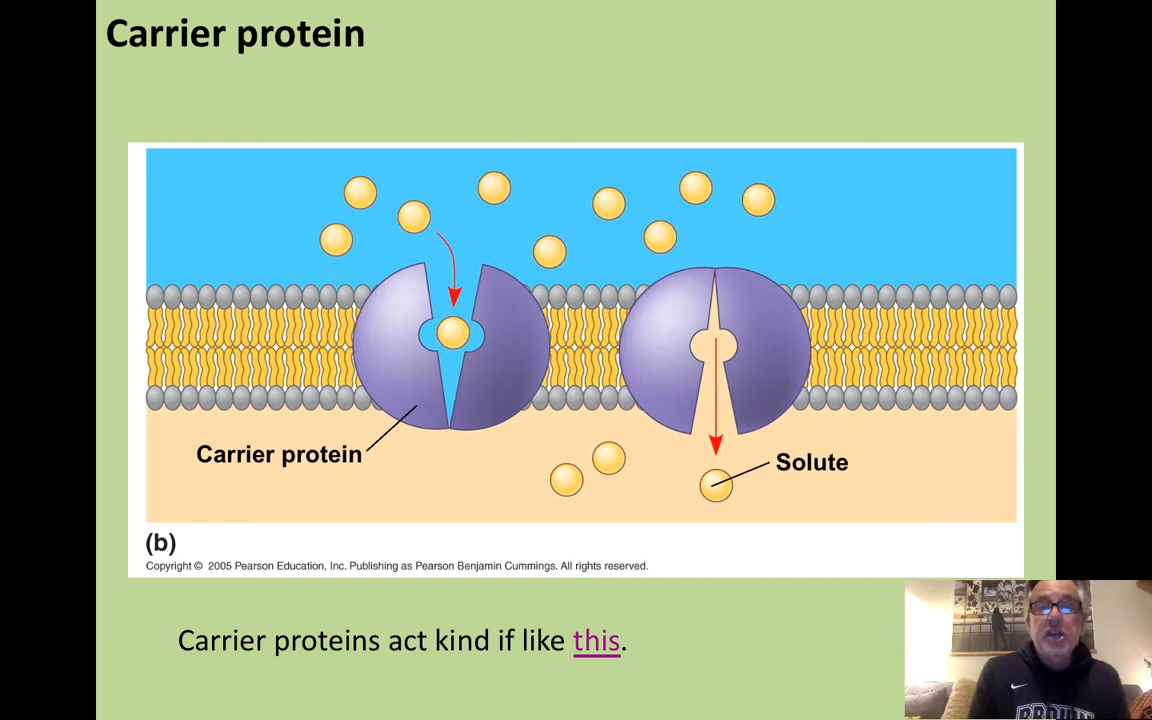 Carrier protein
Carrier protein
Solute
(b)
Copyright © 2005 Pearson Education, Inc. Publishing as Pearson Benjamin Cummings. All rights reserved.
Carrier proteins act kind if like this.